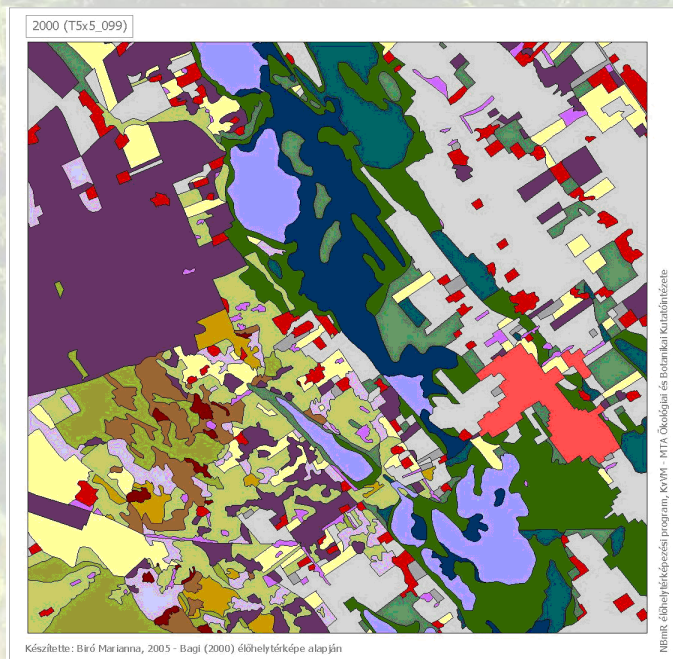 2000 (T5x5_099)
NBmR élőhelytérképezési program, KvVM - MTA Ökológiai és Botanikai Kutatóintézete
Készítette: Biró Marianna, 2005 - Bagi (2000) élőhelytérképe alapján